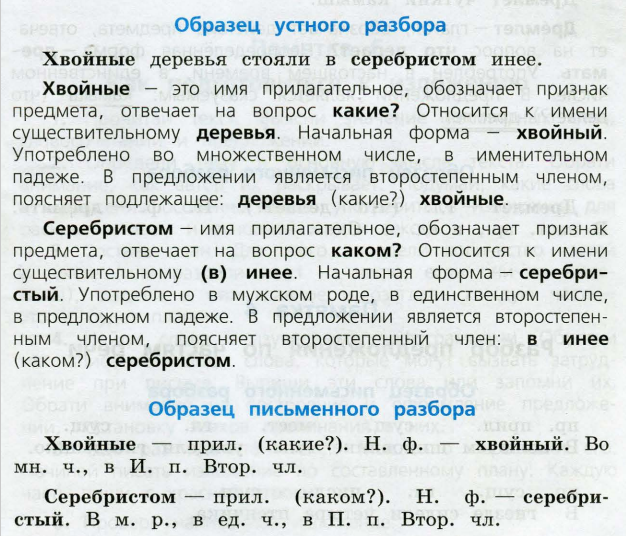 Образец устного разбора
Хвойные деревья стояли в серебристом инее.
Хвойные – это имя прилагательное, обозначает признак
предмета, отвечает на вопрос какие? Относится к имени
существительному деревья. Начальная форма – хвойный.
Употреблено во множественном числе, в именительном
падеже. В предложении является второстепенным членом,
поясняет подлежащее: деревья (какие?) хвойные.
Серебристом – имя прилагательное, обозначает признак
предмета, отвечает на вопрос каком? Относится к имени
существительному (в) инее. Начальная форма – серебри-
стый. Употреблено в мужском роде, в единственном числе,
в предложном падеже. В предложении является второстепен-
ным членом, поясняет второстепенный член: в инее
(каком?) серебристом.
Образец письменного разбора
Хвойные – прил. (какие?). Н. ф. – хвойный. Во
мн. ч., в И. п. Втор. чл.
Серебристом – прил. (каком?). Н. ф. – серебри-
стый. В м. р., в ед. ч., в П. п. Втор. чл.